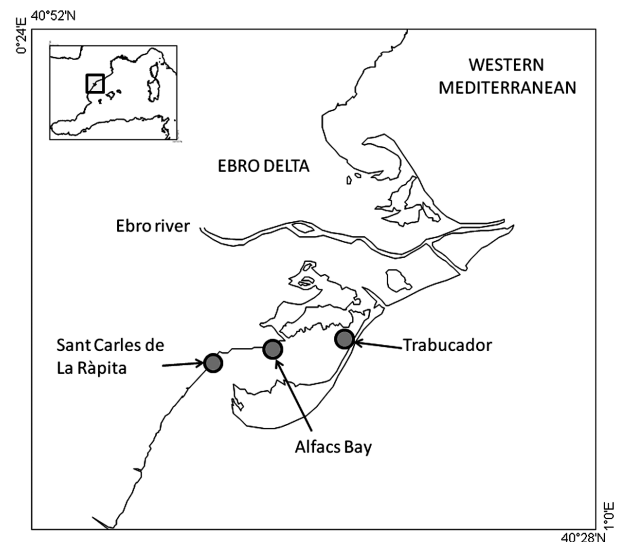 40°52'N
0°24'E
WESTERN
MEDITERRANEAN
EBRO DELTA
Ebro river
Sant Carles de
La Ràpita
Trabucador
Alfacs Bay
1°0'E
40°28'N